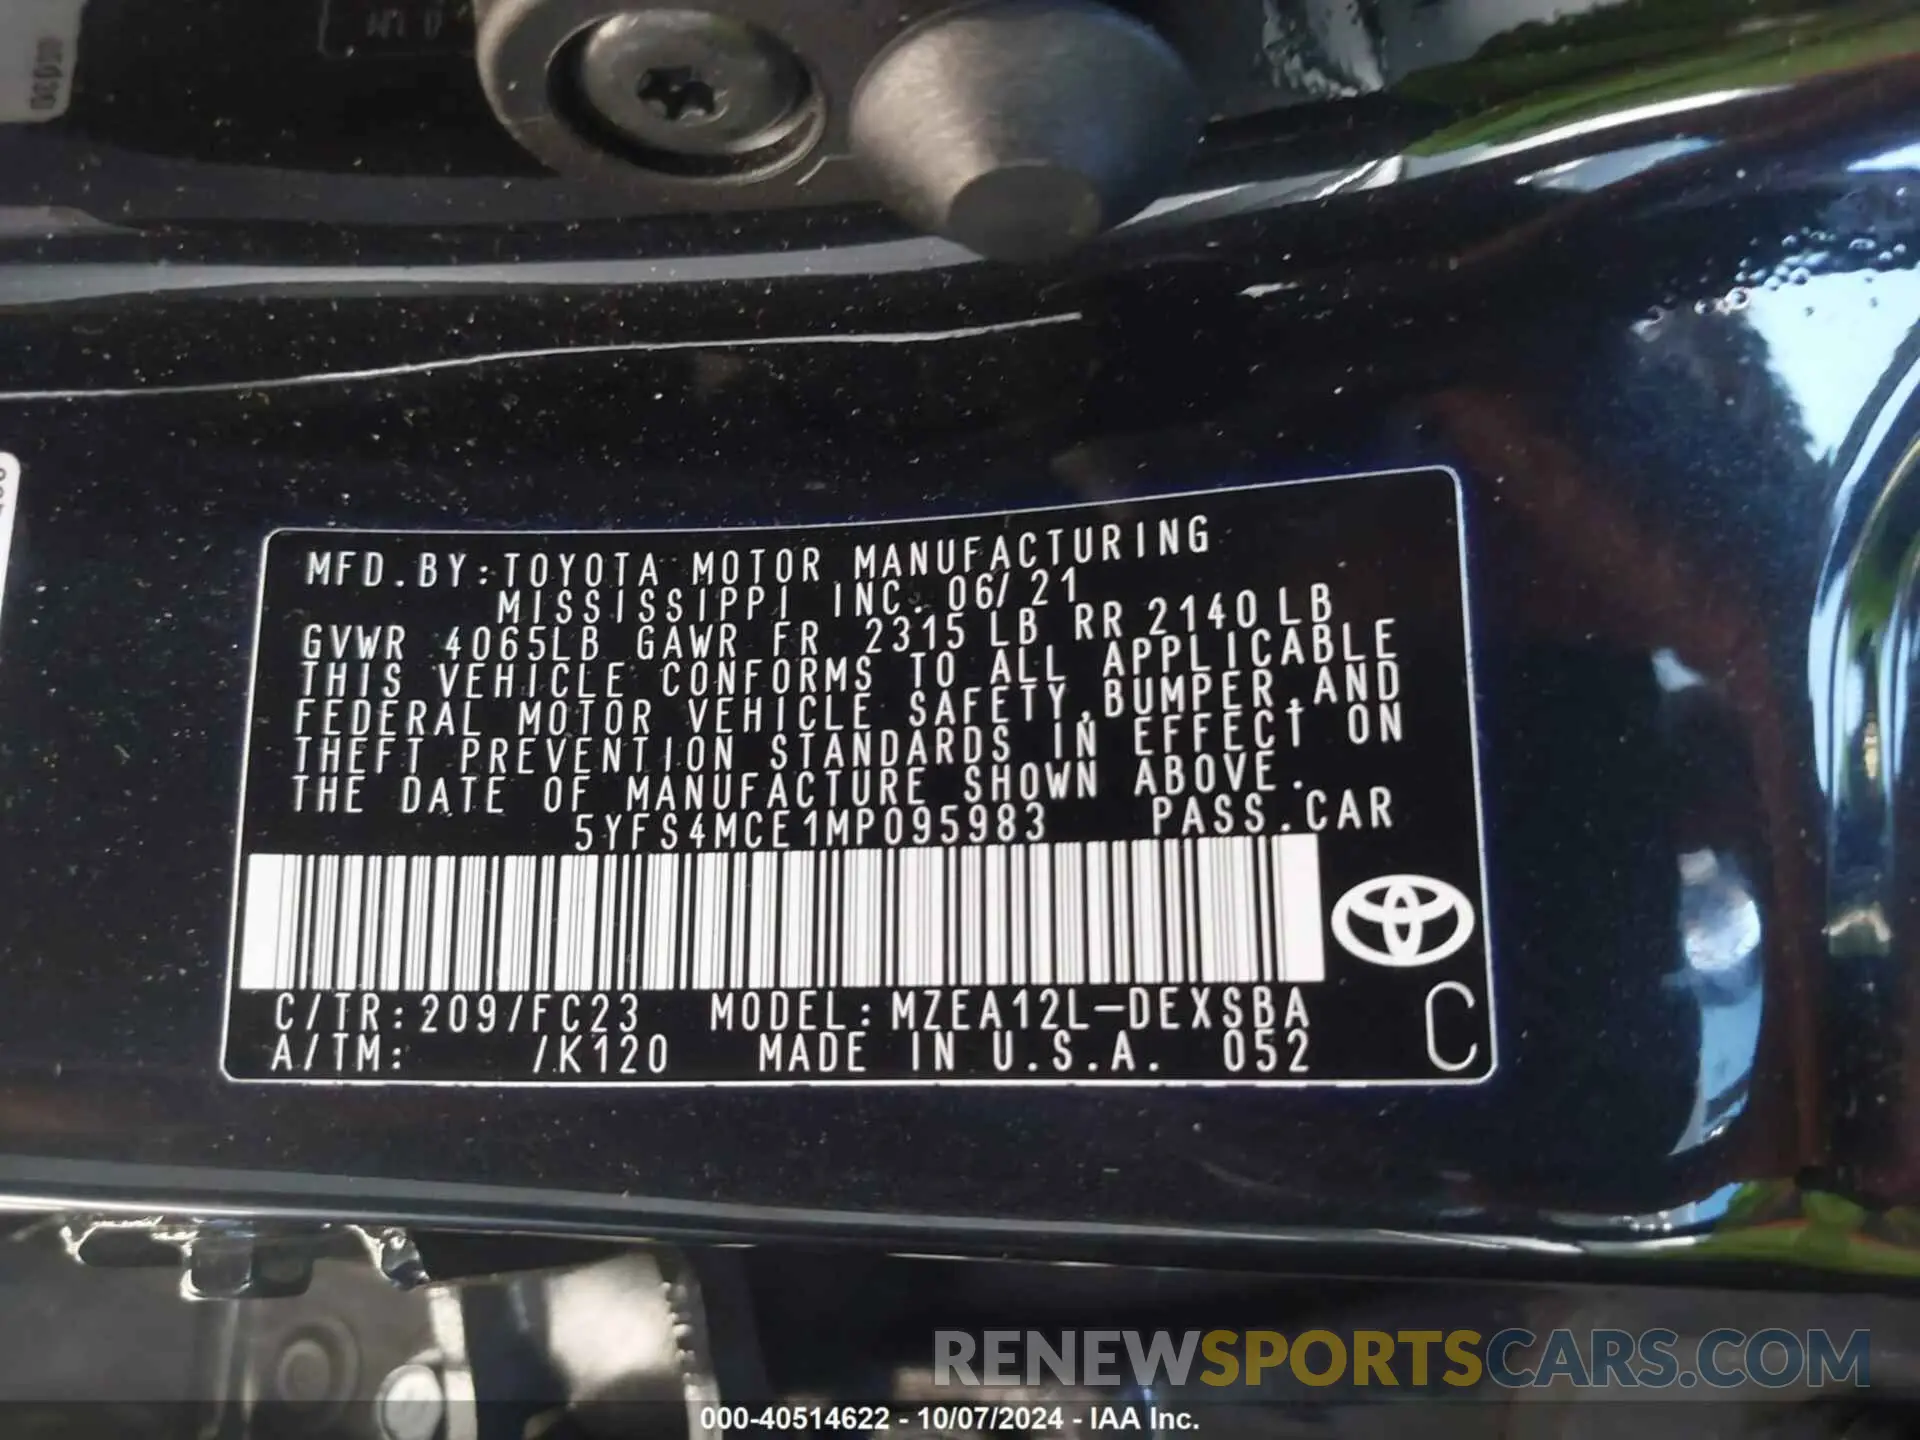 MFD.BY:TOYOTA MOTOR MANUFACTURING
MISSISSIPPI INC. 06/21
GVWR 4065LB GAWR FR 2315 LB RR 2140 LB
THIS VEHICLE CONFORMS TO ALL APPLICABLE
FEDERAL MOTOR VEHICLE SAFETY,BUMPER,AND
THEFT PREVENTION STANDARDS IN EFFECT ON
THE DATE OF MANUFACTURE SHOWN ABOVE.
5YFS4MCE1MP095983 PASS.CAR
C/TR:209/FC23 MODEL:MZEA12L-DEXSBA
A/TM: /K120 MADE IN U.S.A. 052
C
RENEWSPORTSCARS.COM
000-40514622 - 10/07/2024 - IAA Inc.